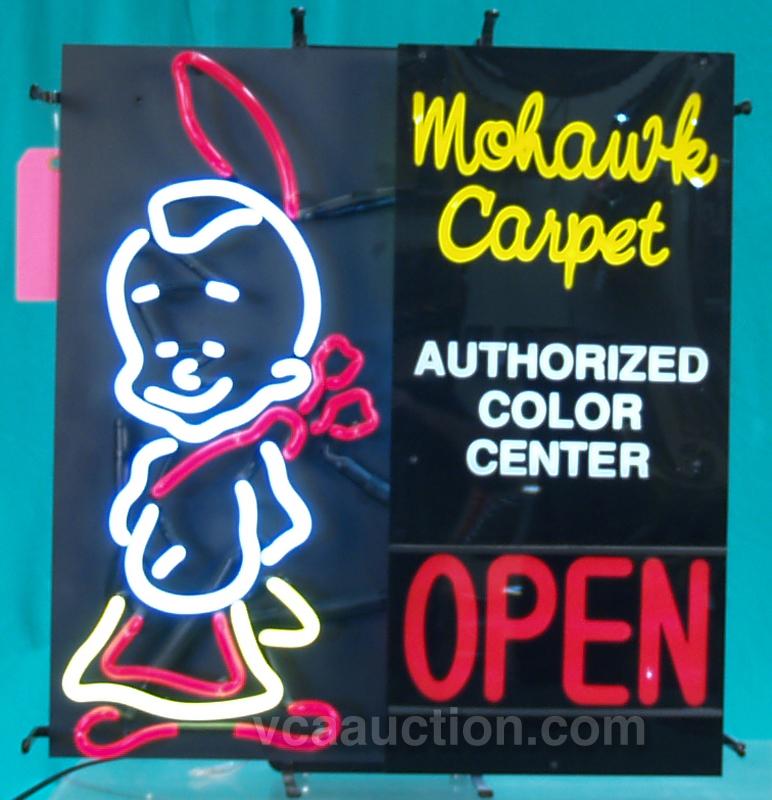 Mohawk
Carpet
AUTHORIZED
COLOR
CENTER
OPEN
vcaauction.com